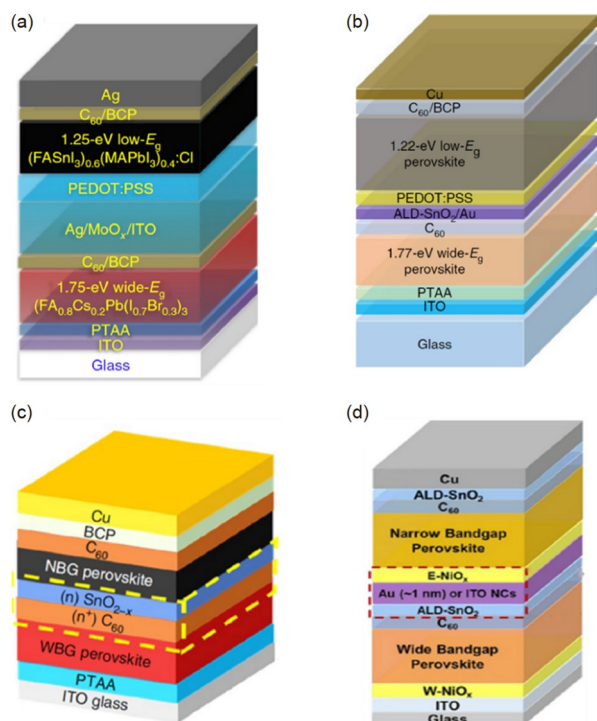 (a)
Ag
C₆₀/BCP
1.25-eV low-E_g
(FASnI₃)₀.₆(MAPbI₃)₀.₄:Cl
PEDOT:PSS
Ag/MoOₓ/ITO
C₆₀/BCP
1.75-eV wide-E_g
(FA₀.₈Cs₀.₂Pb(I₀.₇Br₀.₃)₃
PTAA
ITO
Glass
(b)
Cu
C₆₀/BCP
1.22-eV low-E_g
perovskite
PEDOT:PSS
ALD-SnO₂/Au
C₆₀
1.77-eV wide-E_g
perovskite
PTAA
ITO
Glass
(c)
Cu
BCP
C₆₀
NBG perovskite
(n) SnO₂₋ₓ
(n⁺) C₆₀
WBG perovskite
PTAA
ITO glass
(d)
Cu
ALD-SnO₂
C₆₀
Narrow Bandgap
Perovskite
E-NiOₓ
Au (~1 nm) or ITO NCs
ALD-SnO₂
C₆₀
Wide Bandgap
Perovskite
W-NiOₓ
ITO
Glass